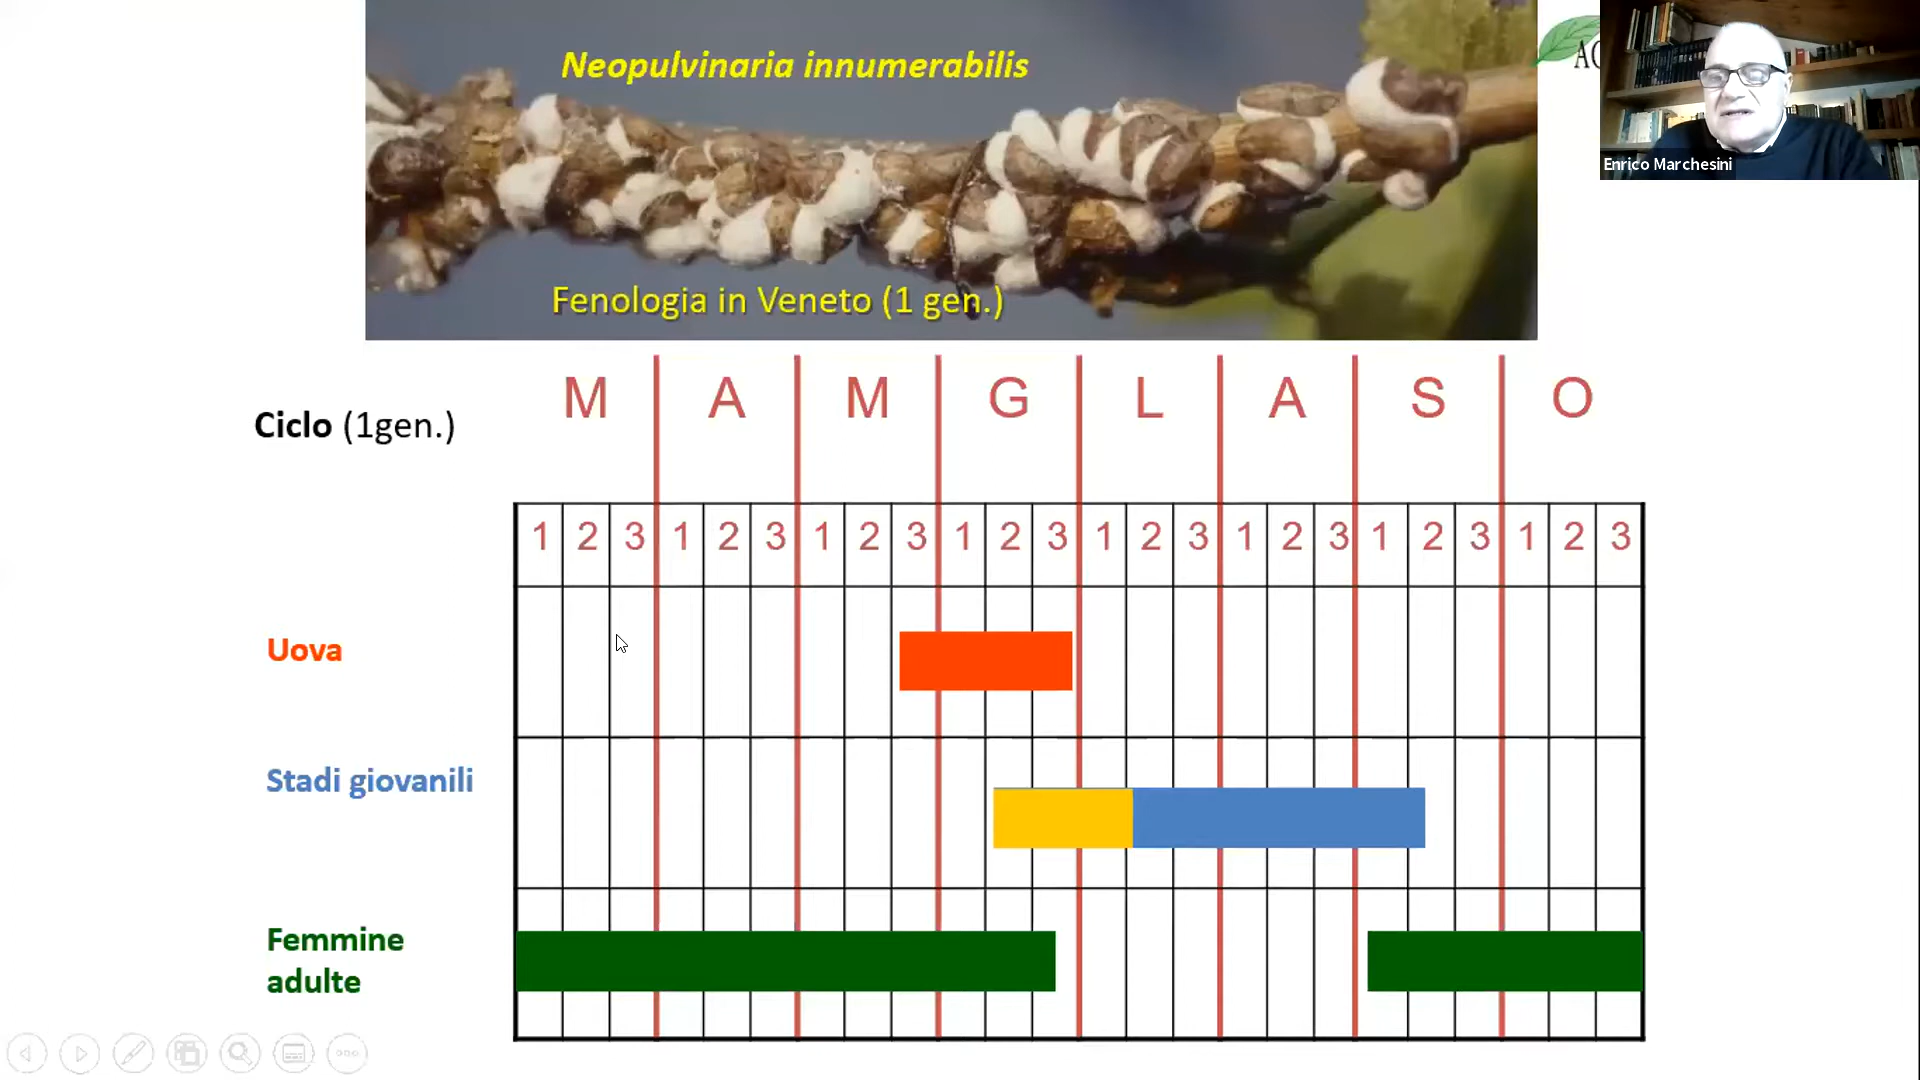 Neopulvinaria innumerabilis
Fenologia in Veneto (1 gen.)
Enrico Marchesini
M A M G L A S O
Ciclo (1gen.)
1 2 3 1 2 3 1 2 3 1 2 3 1 2 3 1 2 3 1 2 3 1 2 3
Uova
Stadi giovanili
Femmine
adulte